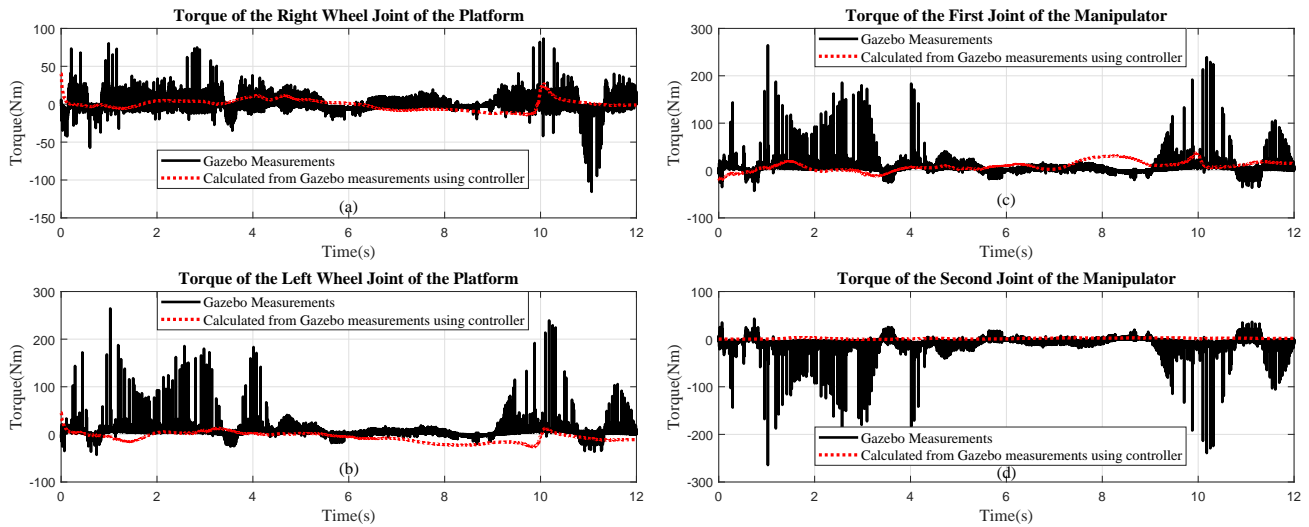 Torque of the Right Wheel Joint of the Platform
100
50
0
-50
-100
-150
Torque(Nm)
Gazebo Measurements
Calculated from Gazebo measurements using controller
(a)
0 2 4 6 8 10 12
Time(s)
Torque of the Left Wheel Joint of the Platform
300
200
100
0
-100
Torque(Nm)
Gazebo Measurements
Calculated from Gazebo measurements using controller
(b)
0 2 4 6 8 10 12
Time(s)
Torque of the First Joint of the Manipulator
300
200
100
0
-100
Torque(Nm)
Gazebo Measurements
Calculated from Gazebo measurements using controller
(c)
0 2 4 6 8 10 12
Time(s)
Torque of the Second Joint of the Manipulator
100
0
-100
-200
-300
Torque(Nm)
Gazebo Measurements
Calculated from Gazebo measurements using controller
(d)
0 2 4 6 8 10 12
Time(s)